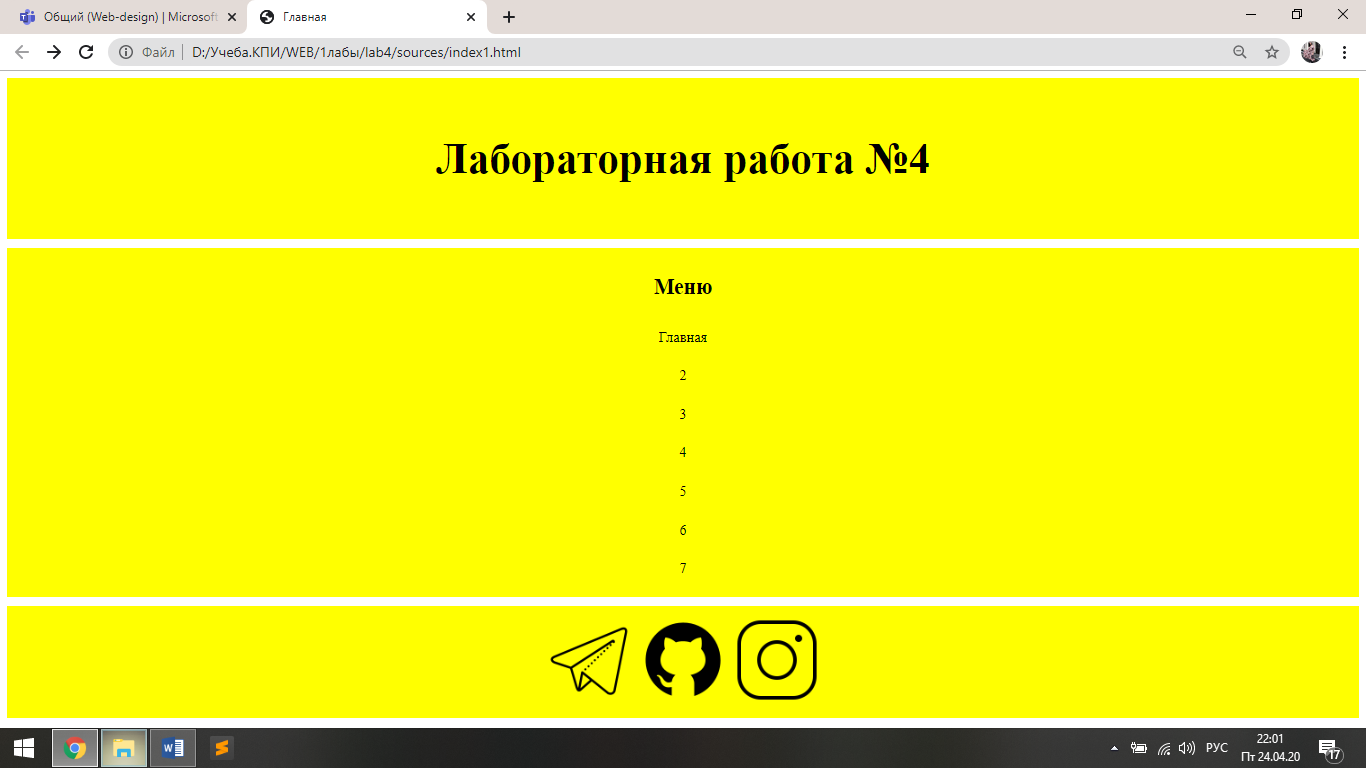 Общий (Web-design) | Microsoft
Главная
Файл
D:/Учеба.КПИ/WEB/1лабы/lab4/sources/index1.html
Лабораторная работа №4
Меню
Главная
2
3
4
5
6
7
РУС
22:01
Пт 24.04.20
17